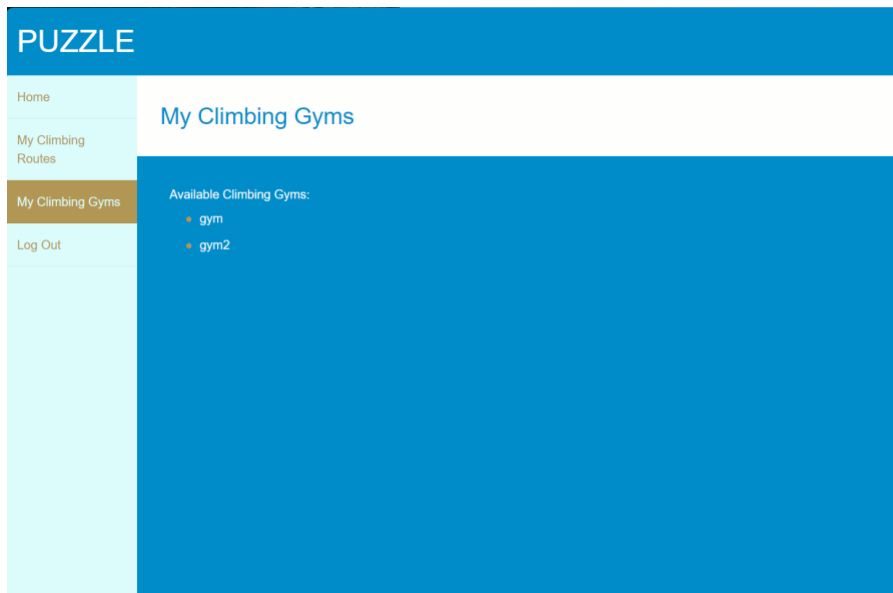 PUZZLE
Home
My Climbing
Routes
My Climbing Gyms
Log Out
My Climbing Gyms
Available Climbing Gyms:
gym
gym2